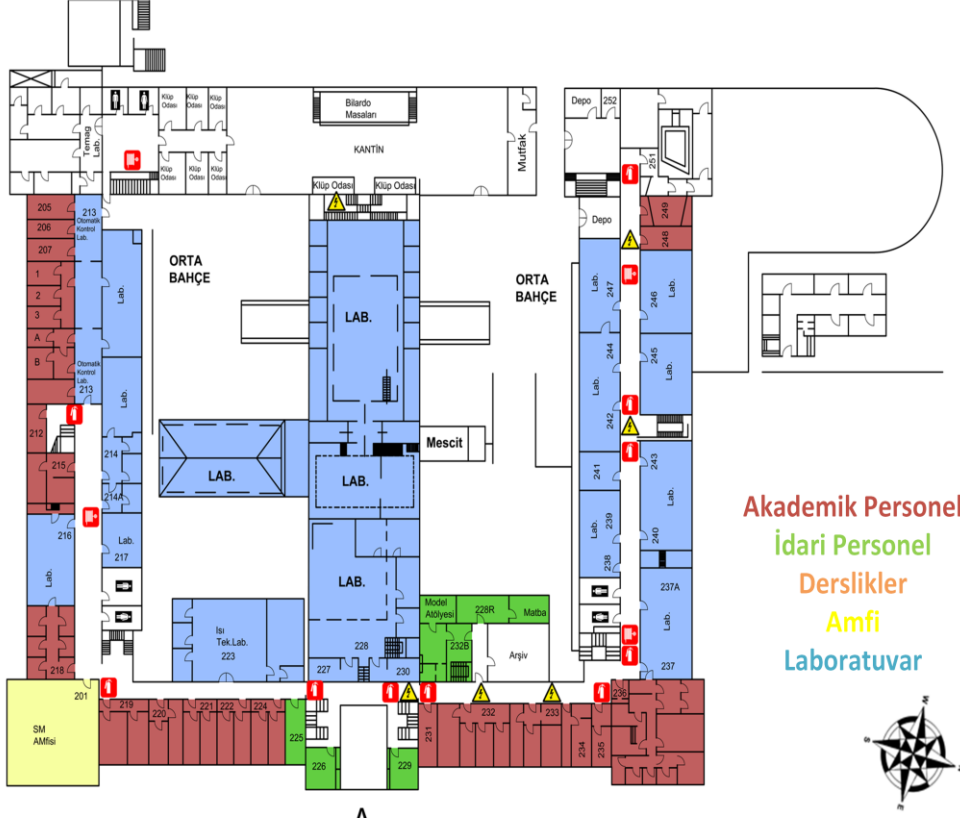 Klüp Odası
Klüp Odası
Klüp Odası
Bilardo
Masaları
Depo
252
Temag
Lab.
KANTİN
Mutfak
251
Klüp Odası
Klüp Odası
Klüp Odası
Klüp Odası
Klüp Odası
205
213
Otomatik
Kontrol
Lab.
206
207
249
248
Depo
ORTA
BAHÇE
ORTA
BAHÇE
1
2
3
A
B
Lab.
LAB.
Lab.
247
246
Lab.
244
245
Lab.
242
Lab.
Otomatik
Kontrol
Lab.
213
Lab.
212
215
214
214A
Mescit
LAB.
LAB.
241
243
Lab.
240
Lab.
239
238
216
Lab.
Lab.
217
LAB.
237A
237
Model
Atölyesi
228R
Matba
232B
Arşiv
Isı
Tek.Lab.
223
228
227
230
218
201
SM
AMfisi
219
220
221
222
224
225
226
229
231
232
233
234
235
236
Akademik Personel
İdari Personel
Derslikler
Amfi
Laboratuvar
A